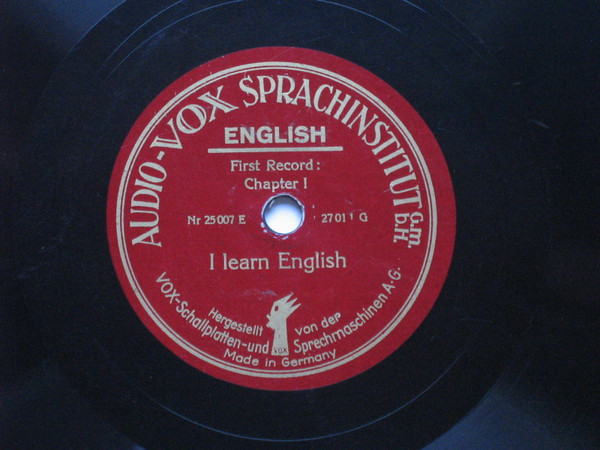 AUDIO-VOX SPRACHINSTITUT G.m.b.H.
ENGLISH
First Record:
Chapter I
Nr 25007 E 2701 G
I learn English
Hergestellt von der
VOX-Schallplatten-und Sprechmaschinen A.G.
VOX
Made in Germany